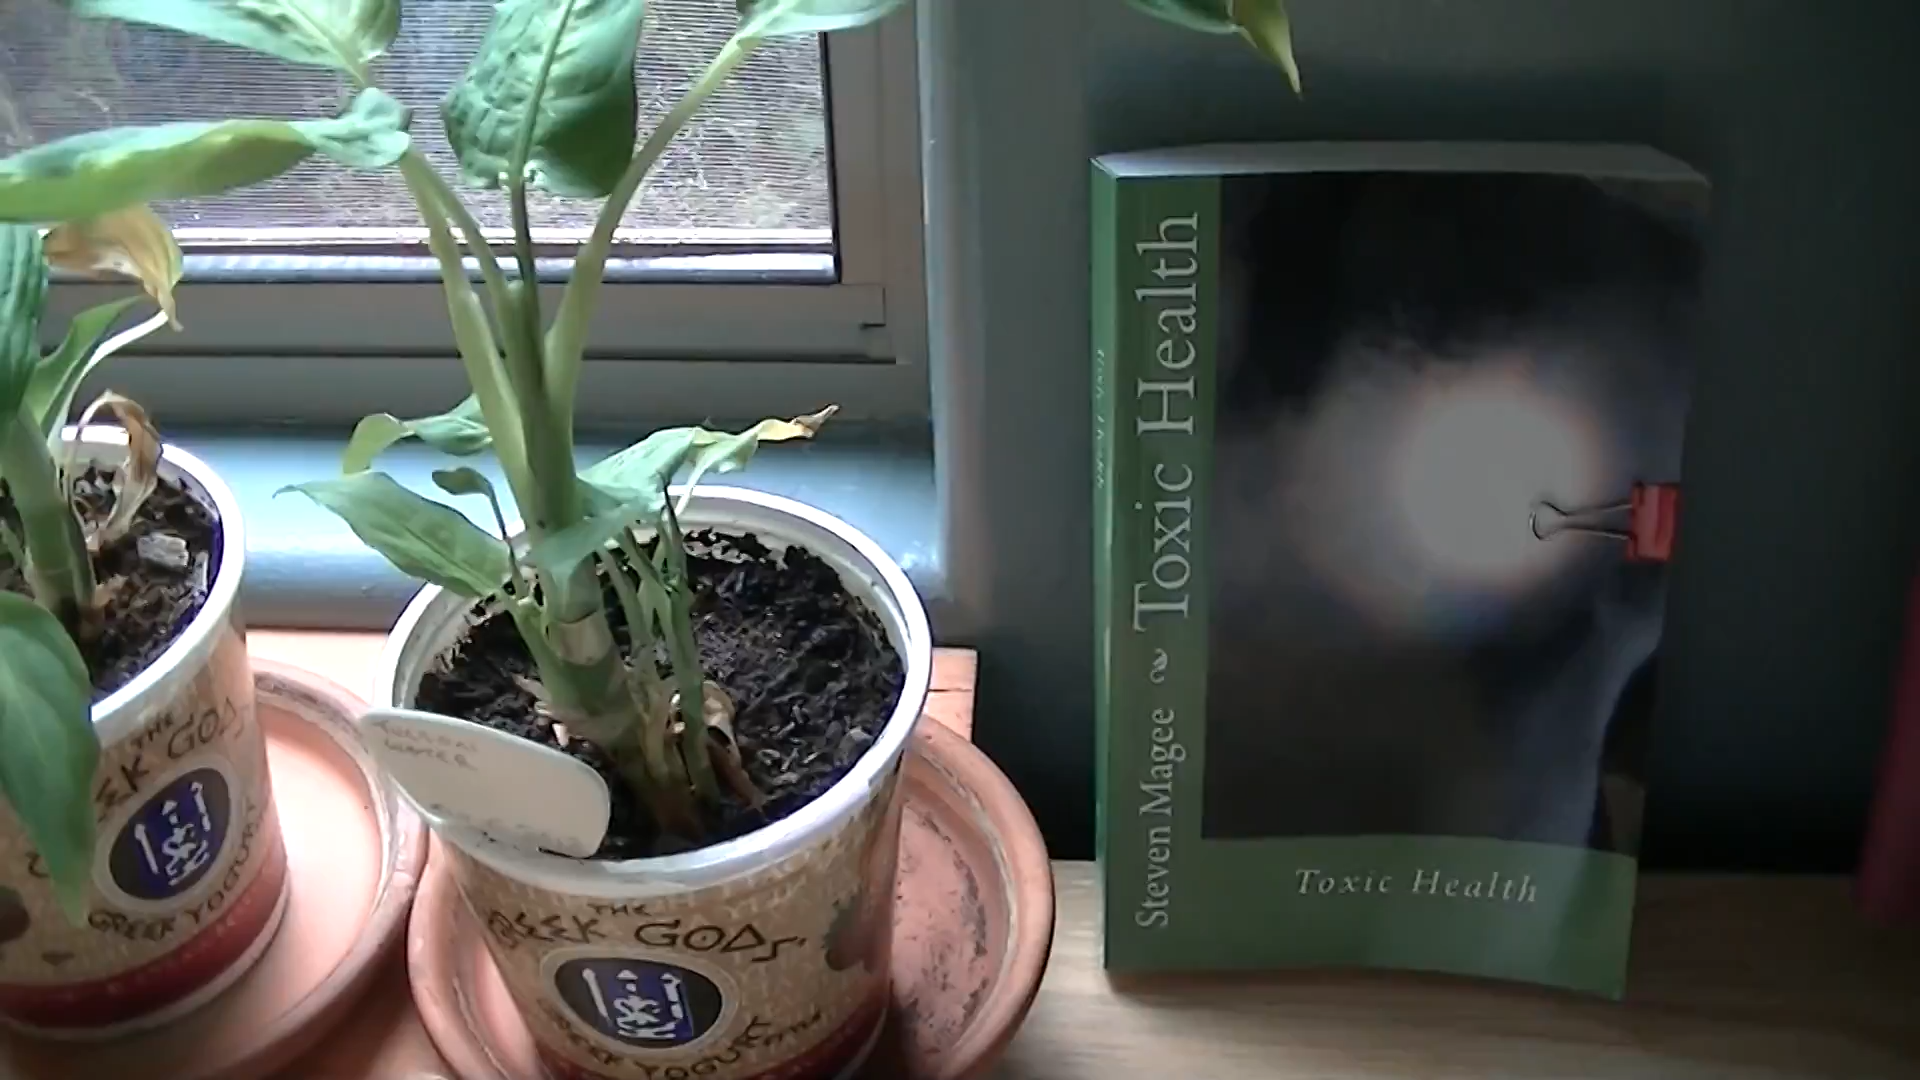 THE
GREEK GODS
GREEK YOGURT
THE
GREEK GODS
GREEK YOGURT
Steven Magee ~ Toxic Health
Toxic Health